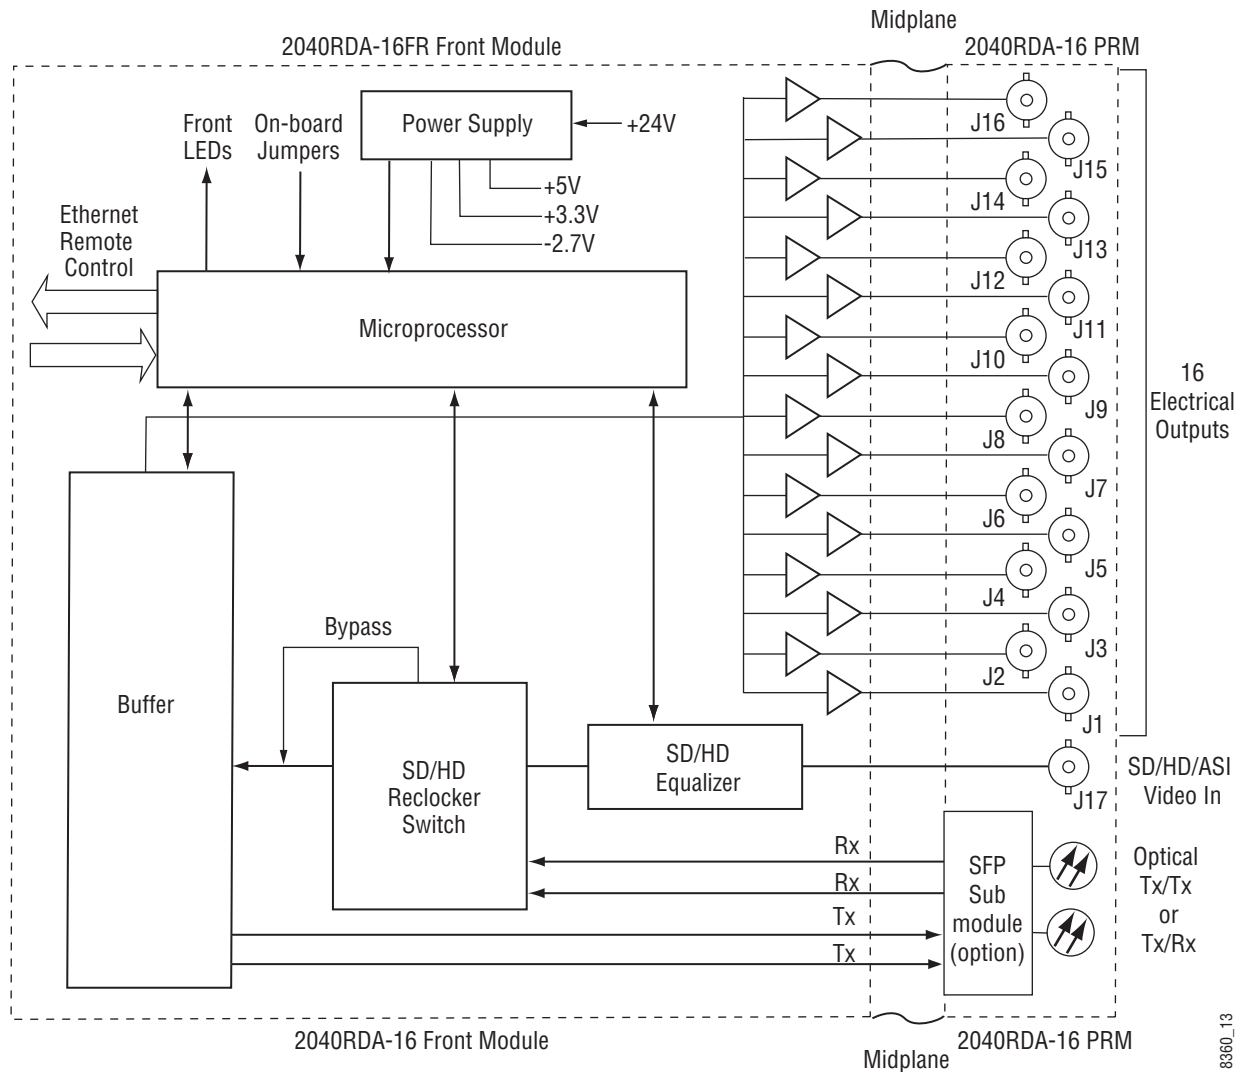 Midplane
2040RDA-16FR Front Module
2040RDA-16 PRM
Front
LEDs
On-board
Jumpers
Power Supply
+24V
+5V
+3.3V
-2.7V
Ethernet
Remote
Control
Microprocessor
J16
J15
J14
J13
J12
J11
J10
J9
J8
J7
J6
J5
J4
J3
J2
J1
16
Electrical
Outputs
Bypass
Buffer
SD/HD
Reclocker
Switch
SD/HD
Equalizer
J17
SD/HD/ASI
Video In
Rx
Rx
Tx
Tx
SFP
Sub
module
(option)
Optical
Tx/Tx
or
Tx/Rx
2040RDA-16 Front Module
Midplane
2040RDA-16 PRM
8360_13